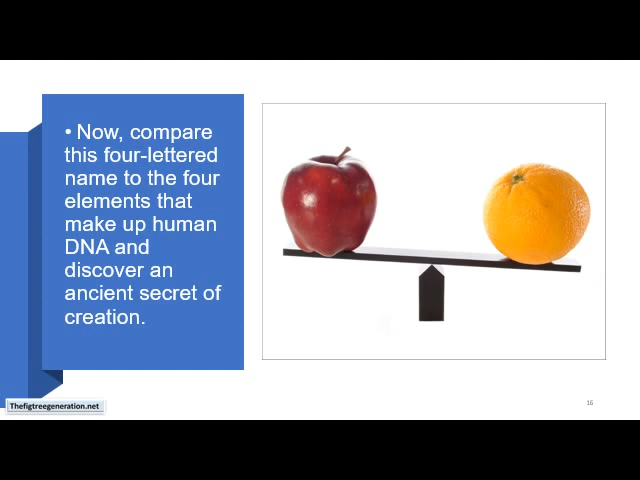 • Now, compare
this four-lettered
name to the four
elements that
make up human
DNA and
discover an
ancient secret of
creation.
Thefigtreegeneration.net
16